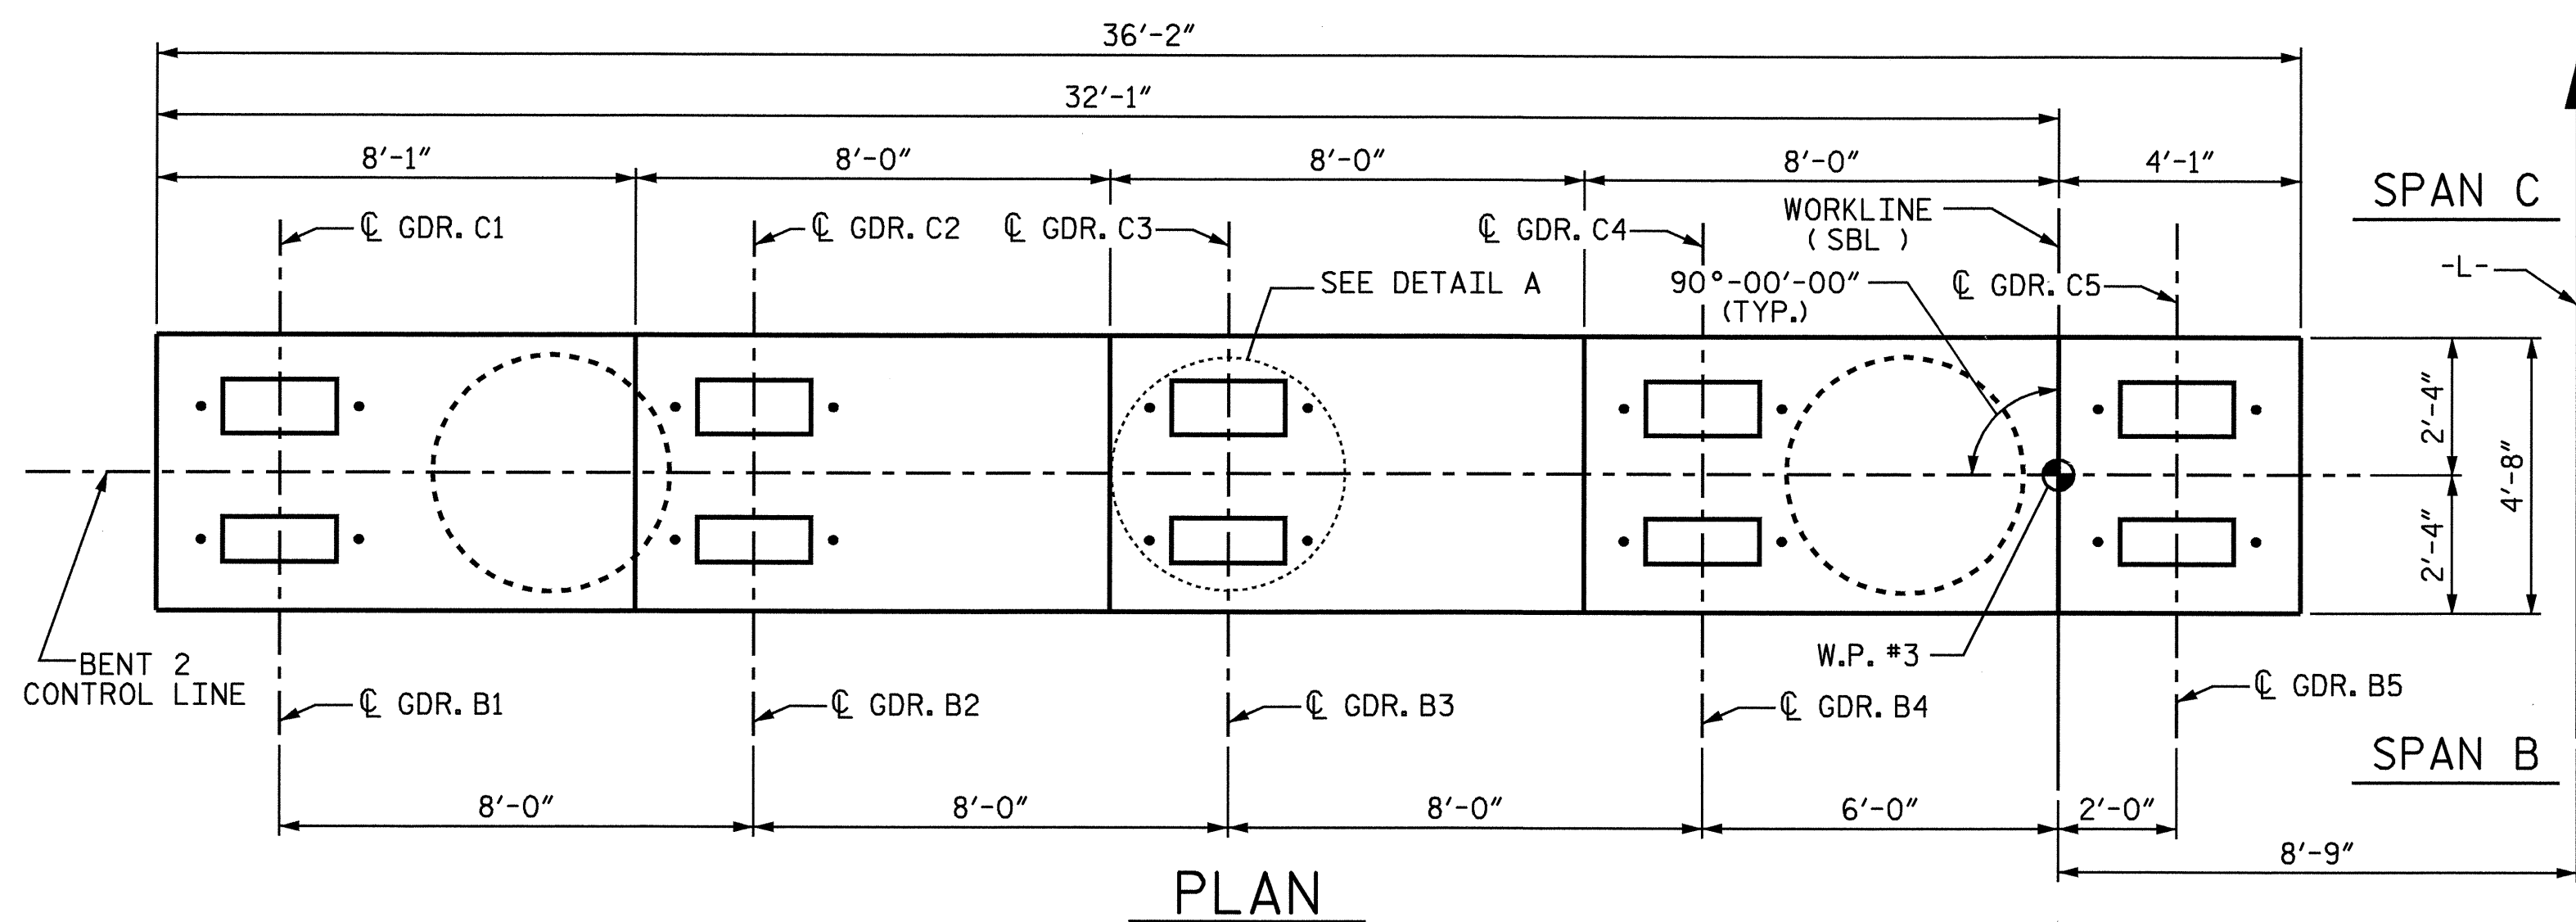 36'-2"
32'-1"
8'-1" 8'-0" 8'-0" 8'-0" 4'-1"
SPAN C
℄ GDR. C1 ℄ GDR. C2 ℄ GDR. C3 ℄ GDR. C4 WORKLINE
( SBL )
-L-
SEE DETAIL A 90°-00'-00" ℄ GDR. C5
(TYP.)
2'-4"
4'-8"
2'-4"
BENT 2
CONTROL LINE
W.P. #3
℄ GDR. B1 ℄ GDR. B2 ℄ GDR. B3 ℄ GDR. B4 ℄ GDR. B5
SPAN B
8'-0" 8'-0" 8'-0" 6'-0" 2'-0"
8'-9"
PLAN